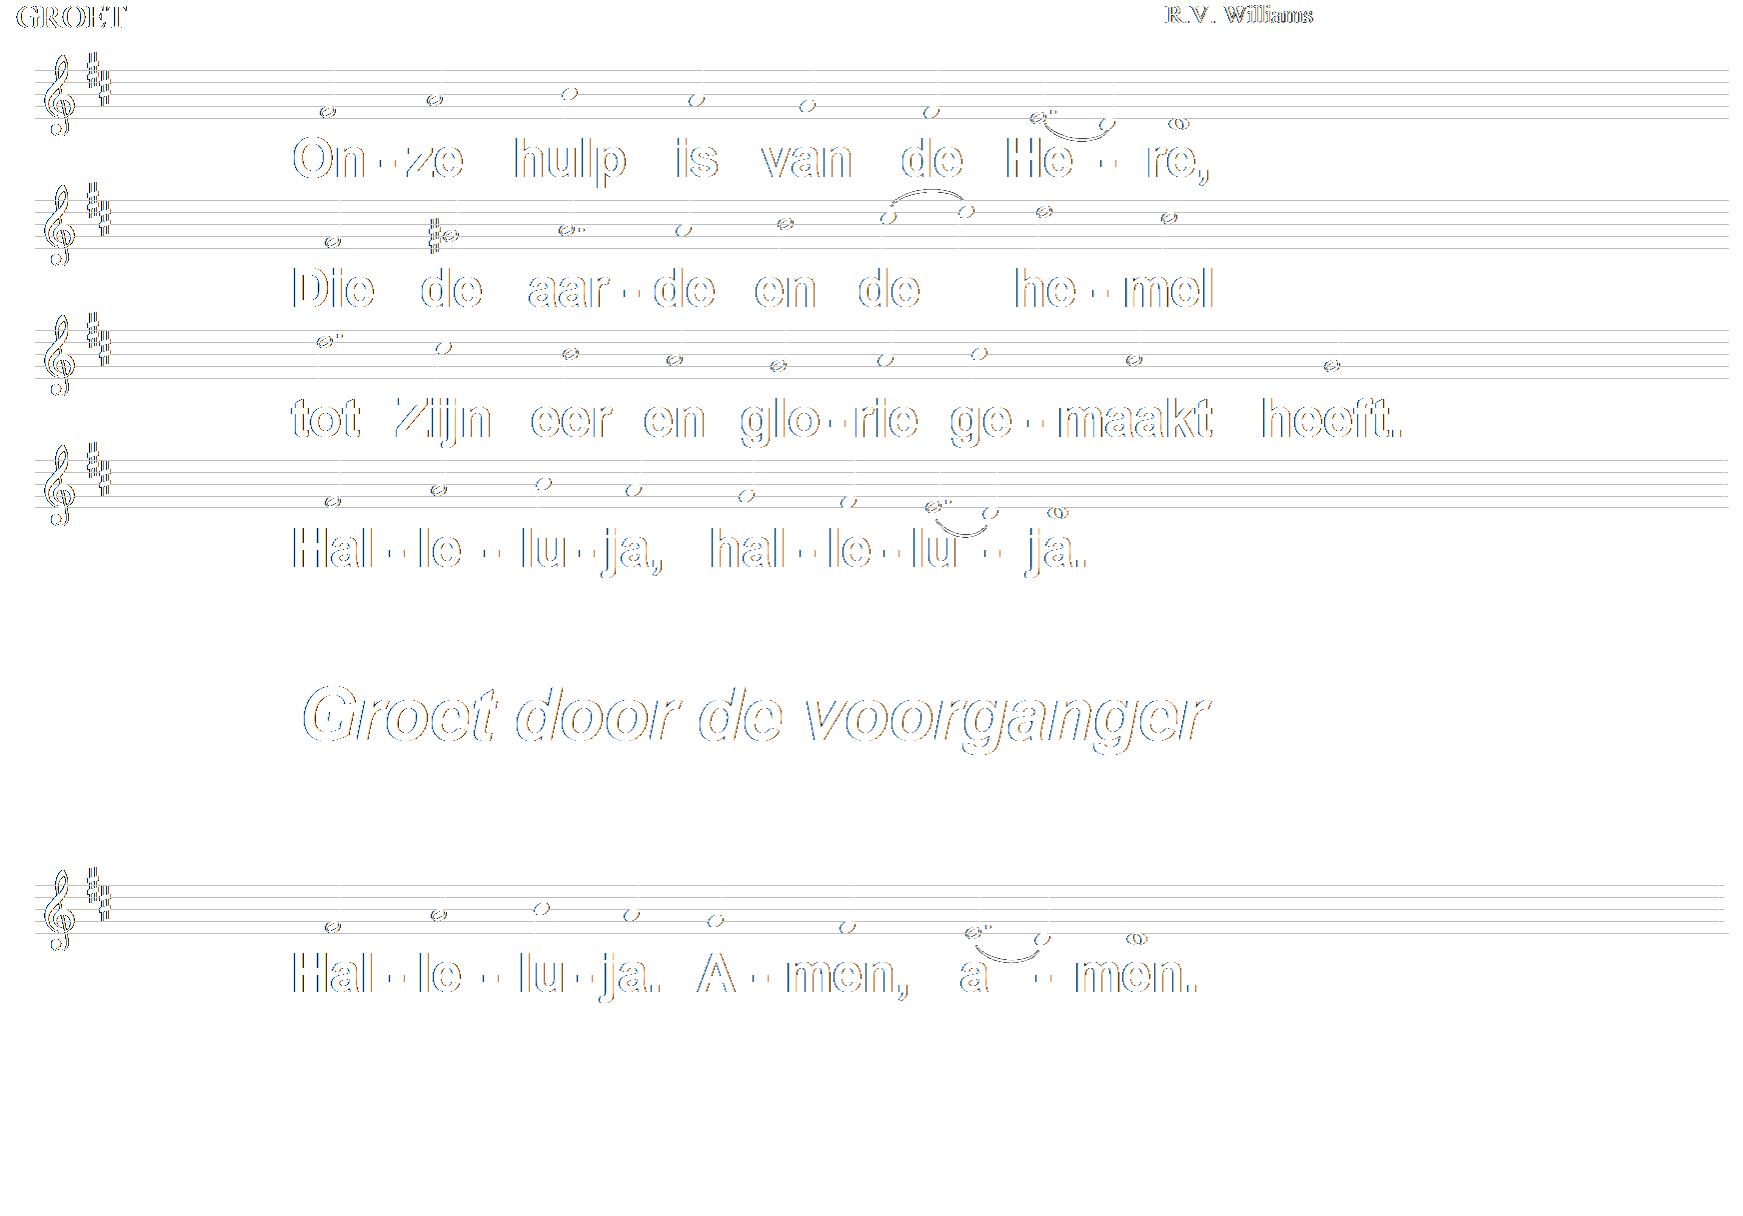 GROET
R.V. Williams
On - ze hulp is van de He - re,
Die de aar - de en de he - mel
tot Zijn eer en glo - rie ge - maakt heeft.
Hal - le - lu - ja, hal - le - lu - ja.
Groet door de voorganger
Hal - le - lu - ja. A - men, a - men.